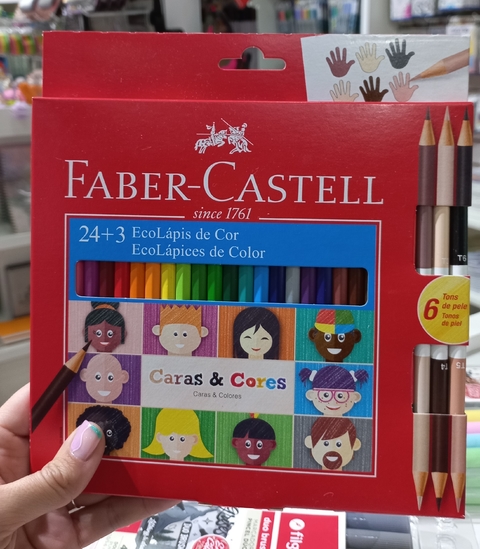 FABER-CASTELL
since 1761
24+3 EcoLápis de Cor
EcoLápices de Color
6 Tons
de pele
Tonos
de piel
Caras & Cores
Caras & Colores
T6
T5